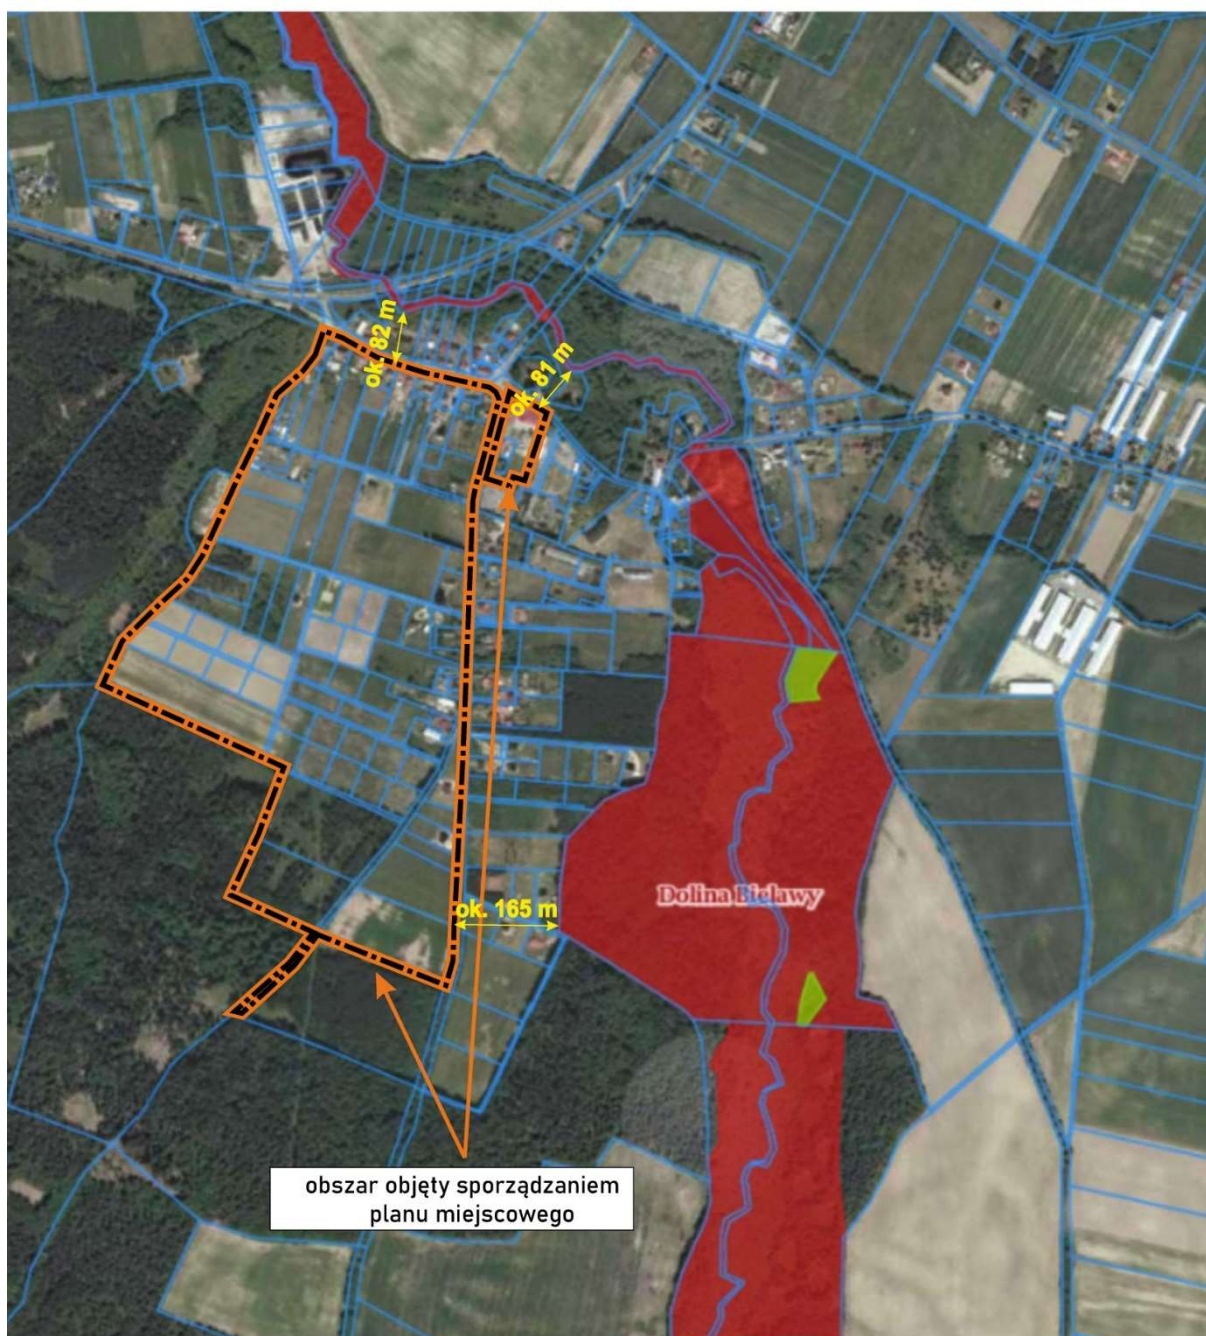 ok. 82 m
ok. 81 m
Dolina Bielawy
ok. 165 m
obszar objęty sporządzaniem
planu miejscowego